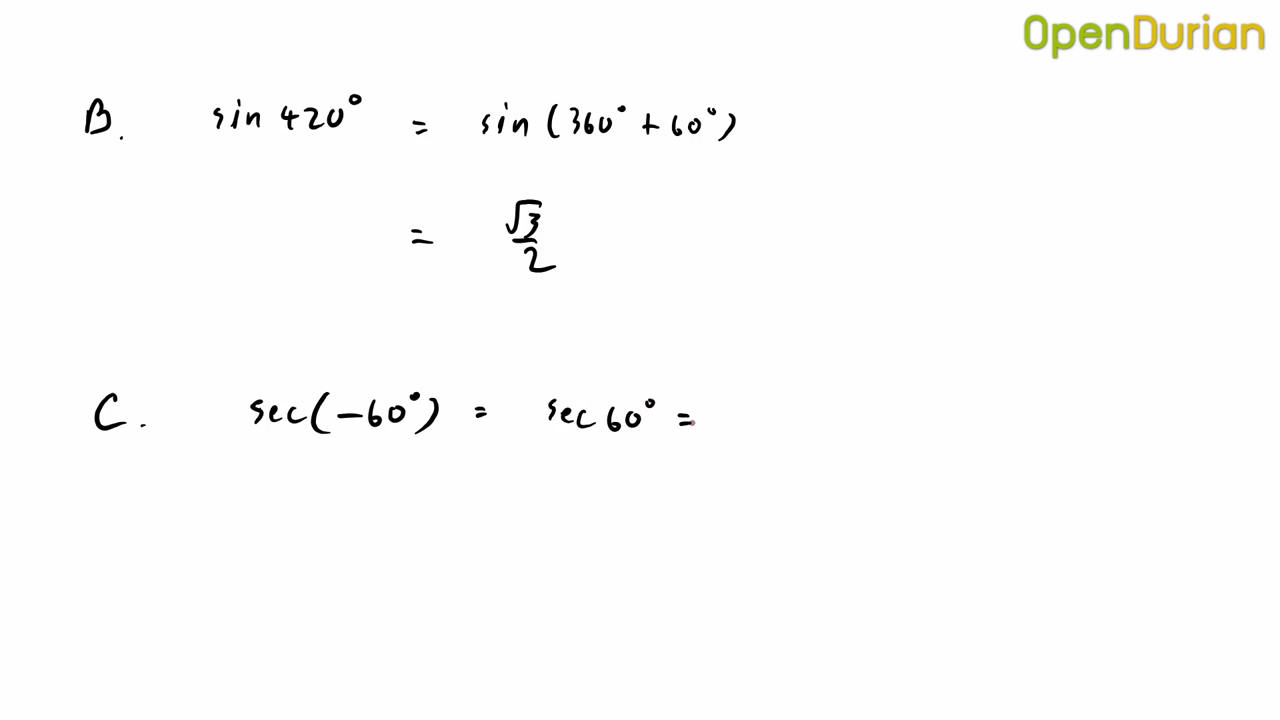 OpenDurian
B. sin 420° = sin (360° + 60°)
= √3/2
C. sec(-60°) = sec 60° =